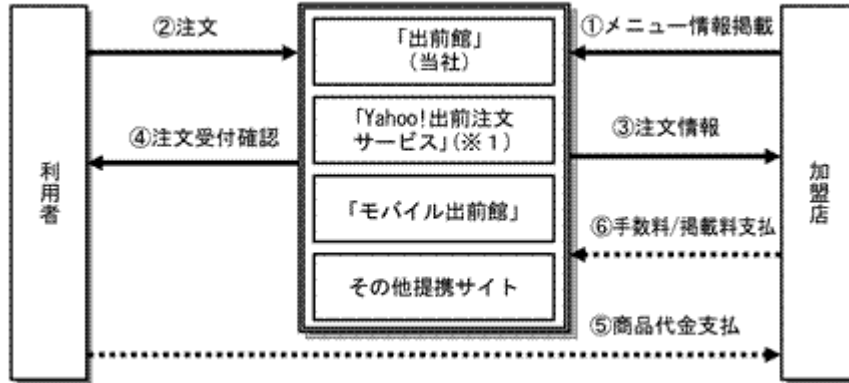 ②注文
「出前館」
(当社)
①メニュー情報掲載
④注文受付確認
「Yahoo!出前注文
サービス」(※1)
③注文情報
利用者
加盟店
「モバイル出前館」
⑥手数料/掲載料支払
その他提携サイト
⑤商品代金支払